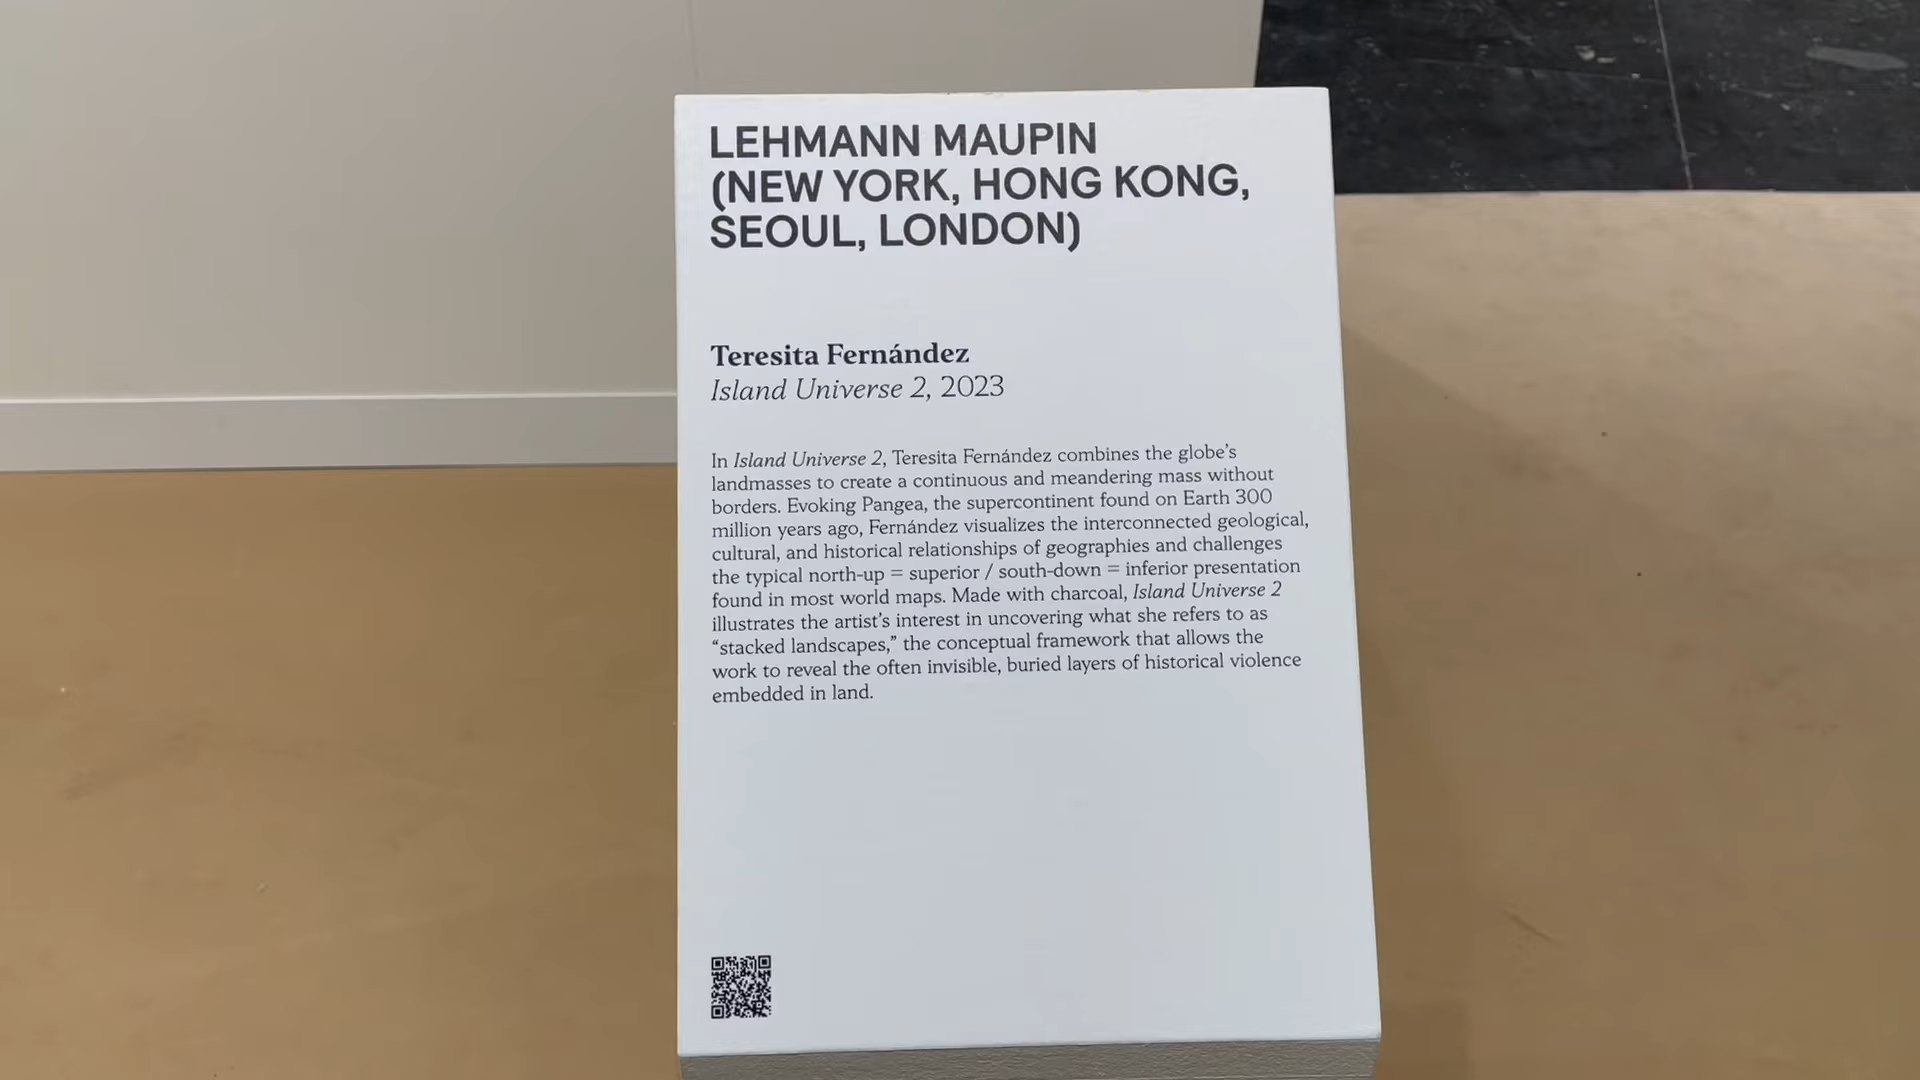 LEHMANN MAUPIN
(NEW YORK, HONG KONG,
SEOUL, LONDON)
Teresita Fernández
Island Universe 2, 2023
In Island Universe 2, Teresita Fernández combines the globe’s
landmasses to create a continuous and meandering mass without
borders. Evoking Pangea, the supercontinent found on Earth 300
million years ago, Fernández visualizes the interconnected geological,
cultural, and historical relationships of geographies and challenges
the typical north-up = superior / south-down = inferior presentation
found in most world maps. Made with charcoal, Island Universe 2
illustrates the artist’s interest in uncovering what she refers to as
“stacked landscapes,” the conceptual framework that allows the
work to reveal the often invisible, buried layers of historical violence
embedded in land.